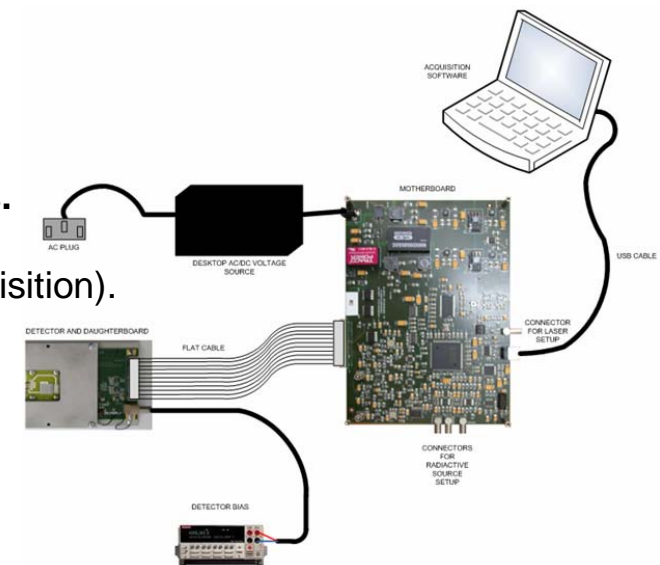 ACQUISITION
SOFTWARE
MOTHERBOARD
.
AC PLUG
DESKTOP AC/DC VOLTAGE
SOURCE
USB CABLE
isition).
CONNECTOR
FOR LASER
SETUP
DETECTOR AND DAUGHTERBOARD
FLAT CABLE
CONNECTORS
FOR
RADIACTIVE
SOURCE
SETUP
DETECTOR BIAS